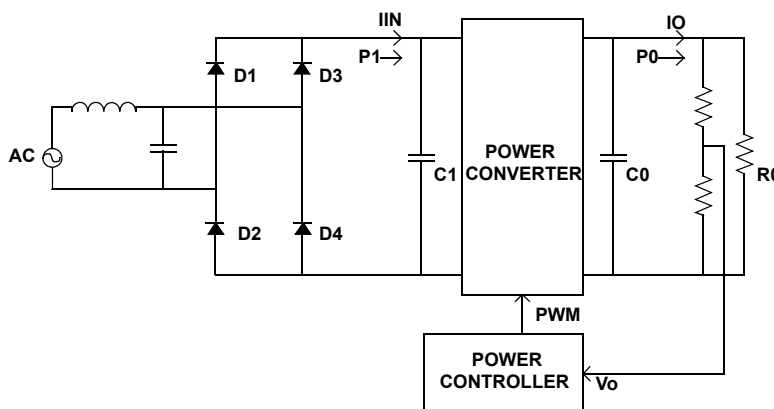 IIN
IO
P1
P0
D1
D3
AC
POWER
CONVERTER
C1
C0
R0
D2
D4
PWM
POWER
CONTROLLER
Vo